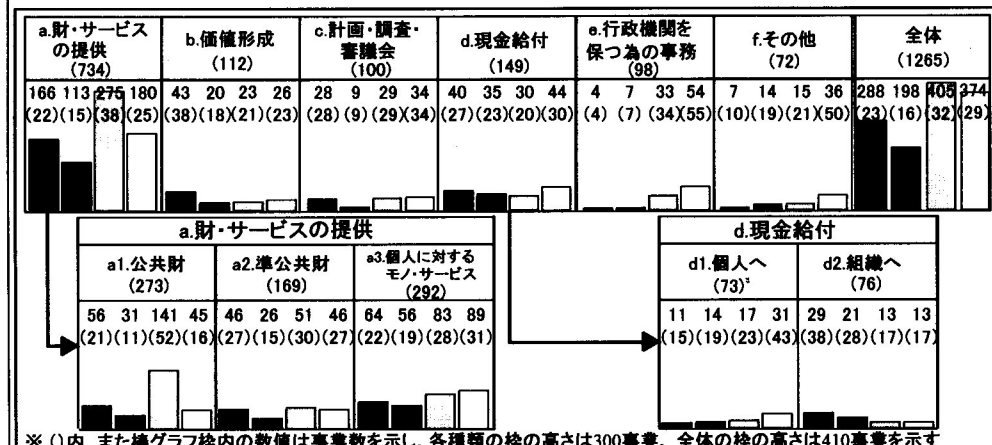 a.財・サービス
の提供
(734)
b.価値形成
(112)
c.計画・調査・
審議会
(100)
d.現金給付
(149)
e.行政機関を
保つ為の事務
(98)
f.その他
(72)
全体
(1265)
166 113 275 180
(22)(15)(38)(25)
43 20 23 26
(38)(18)(21)(23)
28 9 29 34
(28)(9)(29)(34)
40 35 30 44
(27)(23)(20)(30)
4 7 33 54
(4)(7)(34)(55)
7 14 15 36
(10)(19)(21)(50)
288 198 405 374
(23)(16)(32)(29)
a.財・サービスの提供
a1.公共財
(273)
a2.準公共財
(169)
a3.個人に対する
モノ・サービス
(292)
56 31 141 45
(21)(11)(52)(16)
46 26 51 46
(27)(15)(30)(27)
64 56 83 89
(22)(19)(28)(31)
d.現金給付
d1.個人へ
(73)
d2.組織へ
(76)
11 14 17 31
(15)(19)(23)(43)
29 21 13 13
(38)(28)(17)(17)
※()内、また棒グラフ枠内の数値は事業数を示し、各種類の枠の高さは300事業、全体の枠の高さは410事業を示す